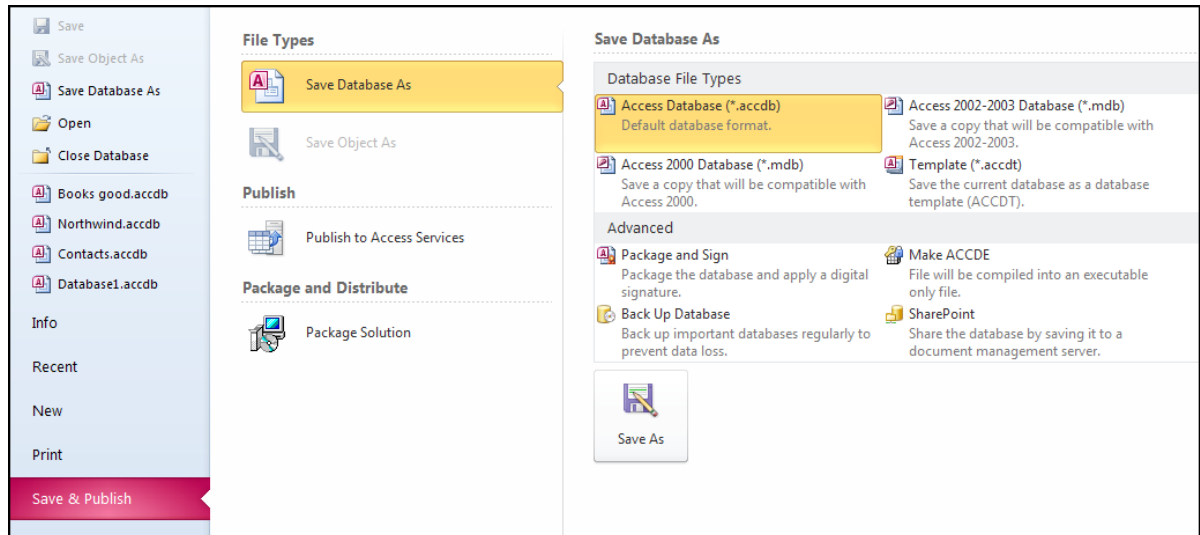 Save
Save Object As
Save Database As
Open
Close Database
Books good.accdb
Northwind.accdb
Contacts.accdb
Database1.accdb
Info
Recent
New
Print
Save & Publish
File Types
Save Database As
Save Object As
Publish
Publish to Access Services
Package and Distribute
Package Solution
Save Database As
Database File Types
Access Database (*.accdb)
Default database format.
Access 2002-2003 Database (*.mdb)
Save a copy that will be compatible with
Access 2002-2003.
Access 2000 Database (*.mdb)
Save a copy that will be compatible with
Access 2000.
Template (*.accdt)
Save the current database as a database
template (ACCDT).
Advanced
Package and Sign
Package the database and apply a digital
signature.
Make ACCDE
File will be compiled into an executable
only file.
Back Up Database
Back up important databases regularly to
prevent data loss.
SharePoint
Share the database by saving it to a
document management server.
Save As